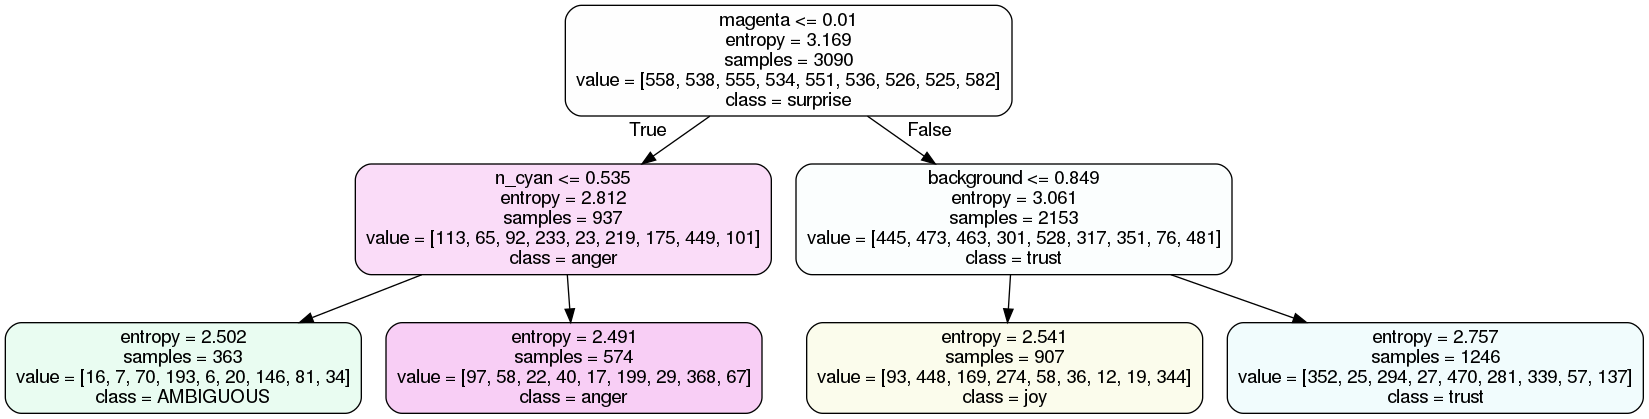 magenta <= 0.01
entropy = 3.169
samples = 3090
value = [558, 538, 555, 534, 551, 536, 526, 525, 582]
class = surprise
True
False
n_cyan <= 0.535
entropy = 2.812
samples = 937
value = [113, 65, 92, 233, 23, 219, 175, 449, 101]
class = anger
background <= 0.849
entropy = 3.061
samples = 2153
value = [445, 473, 463, 301, 528, 317, 351, 76, 481]
class = trust
entropy = 2.502
samples = 363
value = [16, 7, 70, 193, 6, 20, 146, 81, 34]
class = AMBIGUOUS
entropy = 2.491
samples = 574
value = [97, 58, 22, 40, 17, 199, 29, 368, 67]
class = anger
entropy = 2.541
samples = 907
value = [93, 448, 169, 274, 58, 36, 12, 19, 344]
class = joy
entropy = 2.757
samples = 1246
value = [352, 25, 294, 27, 470, 281, 339, 57, 137]
class = trust